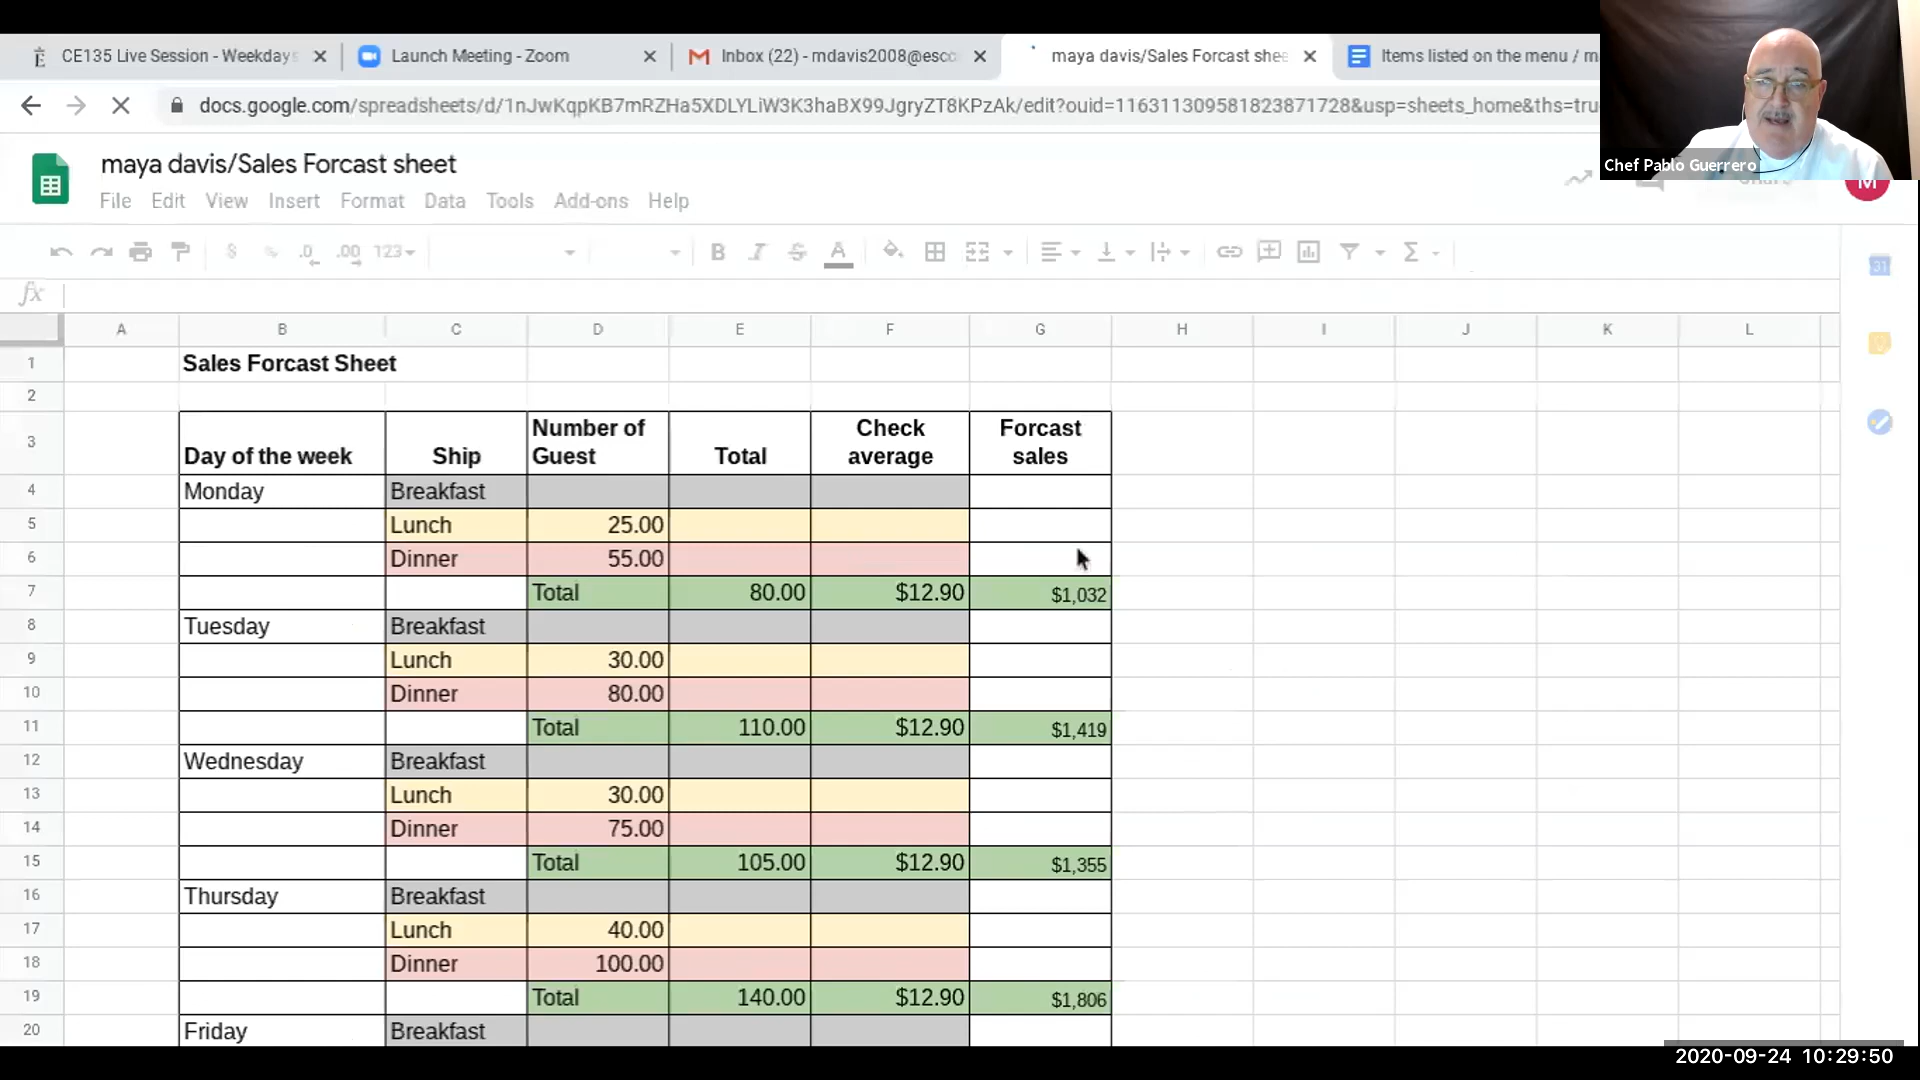 CE135 Live Session - Weekdays
Launch Meeting - Zoom
Inbox (22) - mdavis2008@escc
maya davis/Sales Forcast shee
Items listed on the menu / m
docs.google.com/spreadsheets/d/1nJwKqpKB7mRZHa5XDLYLiW3K3haBX99JgryZT8KPzAk/edit?ouid=116311309581823871728&usp=sheets_home&ths=tru
Chef Pablo Guerrero
maya davis/Sales Forcast sheet
M
File Edit View Insert Format Data Tools Add-ons Help
$ % .0 .00 123
B I S A
31
fx
A B C D E F G H I J K L
1 Sales Forcast Sheet
2
3 Day of the week Ship Number of Guest Total Check average Forcast sales
4 Monday Breakfast
5 Lunch 25.00
6 Dinner 55.00
7 Total 80.00 $12.90 $1,032
8 Tuesday Breakfast
9 Lunch 30.00
10 Dinner 80.00
11 Total 110.00 $12.90 $1,419
12 Wednesday Breakfast
13 Lunch 30.00
14 Dinner 75.00
15 Total 105.00 $12.90 $1,355
16 Thursday Breakfast
17 Lunch 40.00
18 Dinner 100.00
19 Total 140.00 $12.90 $1,806
20 Friday Breakfast
2020-09-24 10:29:50